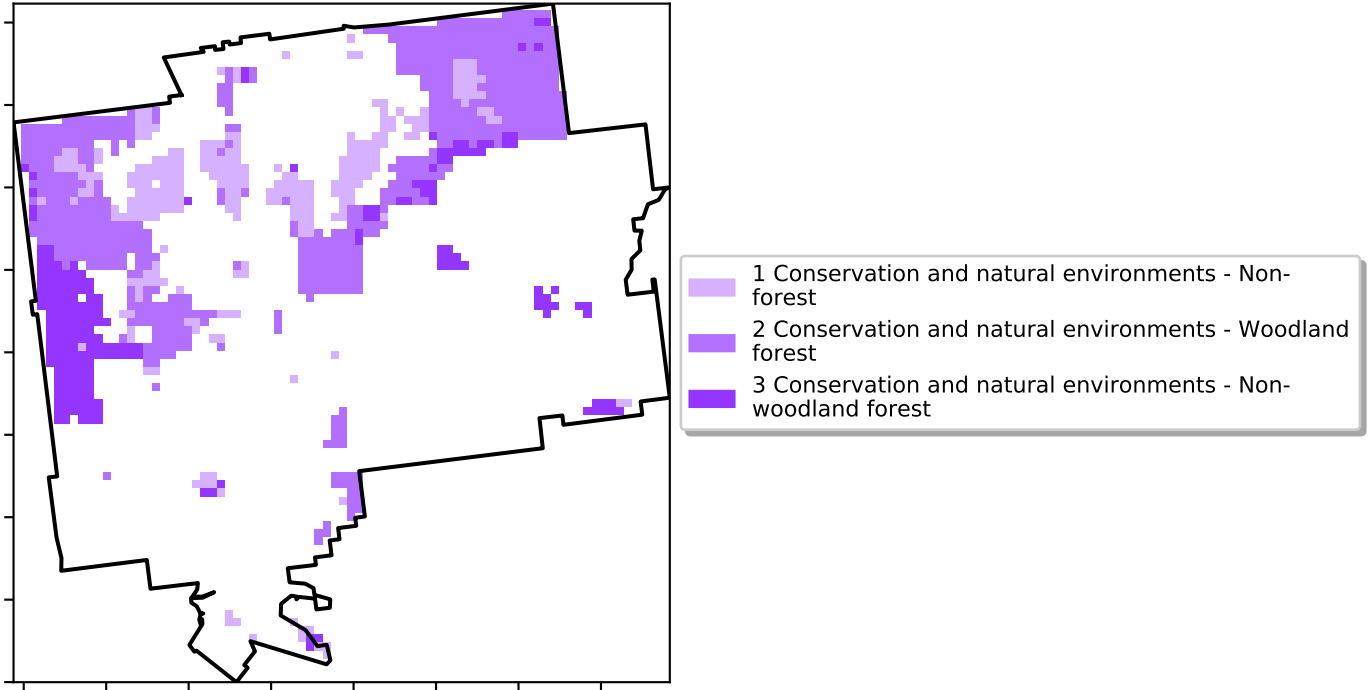 1 Conservation and natural environments - Non-
forest
2 Conservation and natural environments - Woodland
forest
3 Conservation and natural environments - Non-
woodland forest